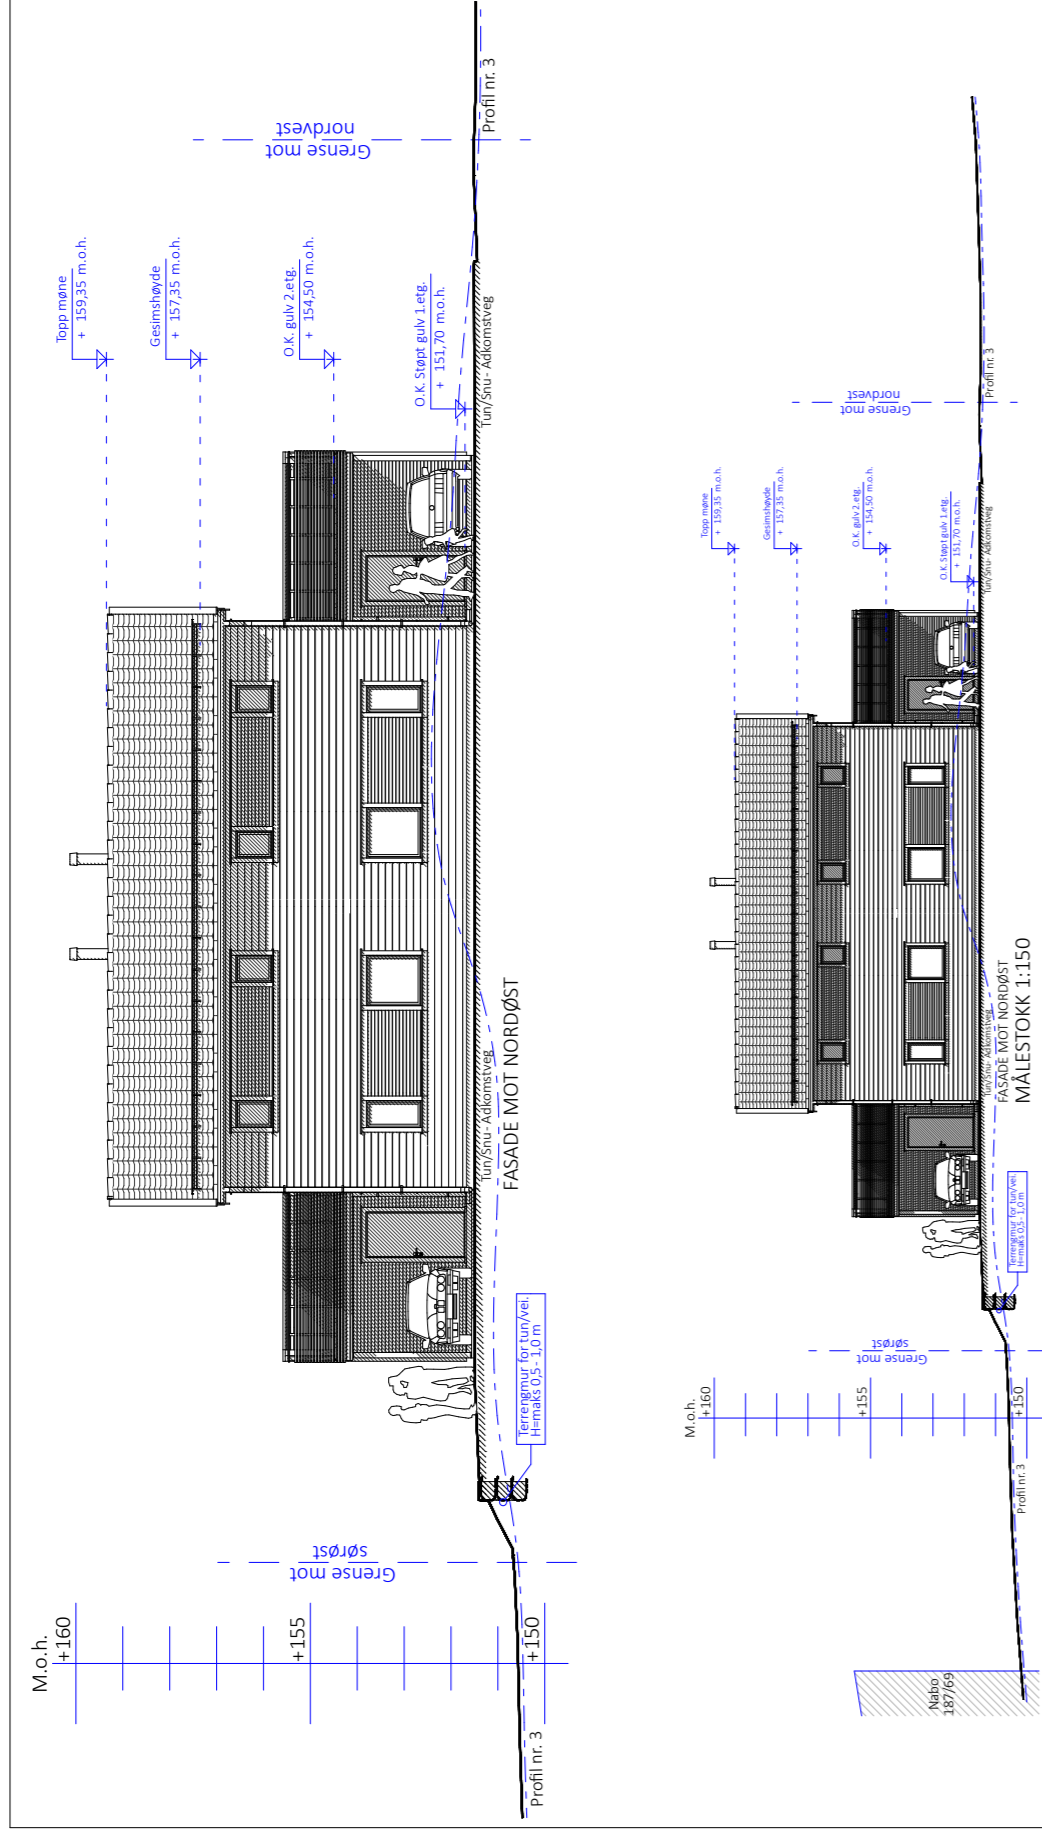 M.o.h.
+160
+155
+150
Profil nr. 3
Grense mot
sørøst
Terrengmur for tun/vei.
H=maks 0,5- 1,0 m
Tun/Snu- Adkomstveg
FASADE MOT NORDØST
Topp møne
+ 159,35 m.o.h.
Gesimshøyde
+ 157,35 m.o.h.
O.K. gulv 2.etg.
+ 154,50 m.o.h.
O.K. Støpt gulv 1.etg.
+ 151,70 m.o.h.
Tun/Snu- Adkomstveg
Grense mot
nordvest
Profil nr. 3
Nabo
187/69
M.o.h.
+160
+155
+150
Profil nr. 3
Grense mot
sørøst
Terrengmur for tun/vei.
H=maks 0,5- 1,0 m
Tun/Snu- Adkomstveg
FASADE MOT NORDØST
MÅLESTOKK 1:150
Topp møne
+ 159,35 m.o.h.
Gesimshøyde
+ 157,35 m.o.h.
O.K. gulv 2.etg.
+ 154,50 m.o.h.
O.K. Støpt gulv 1.etg.
+ 151,70 m.o.h.
Tun/Snu- Adkomstveg
Grense mot
nordvest
Profil nr. 3